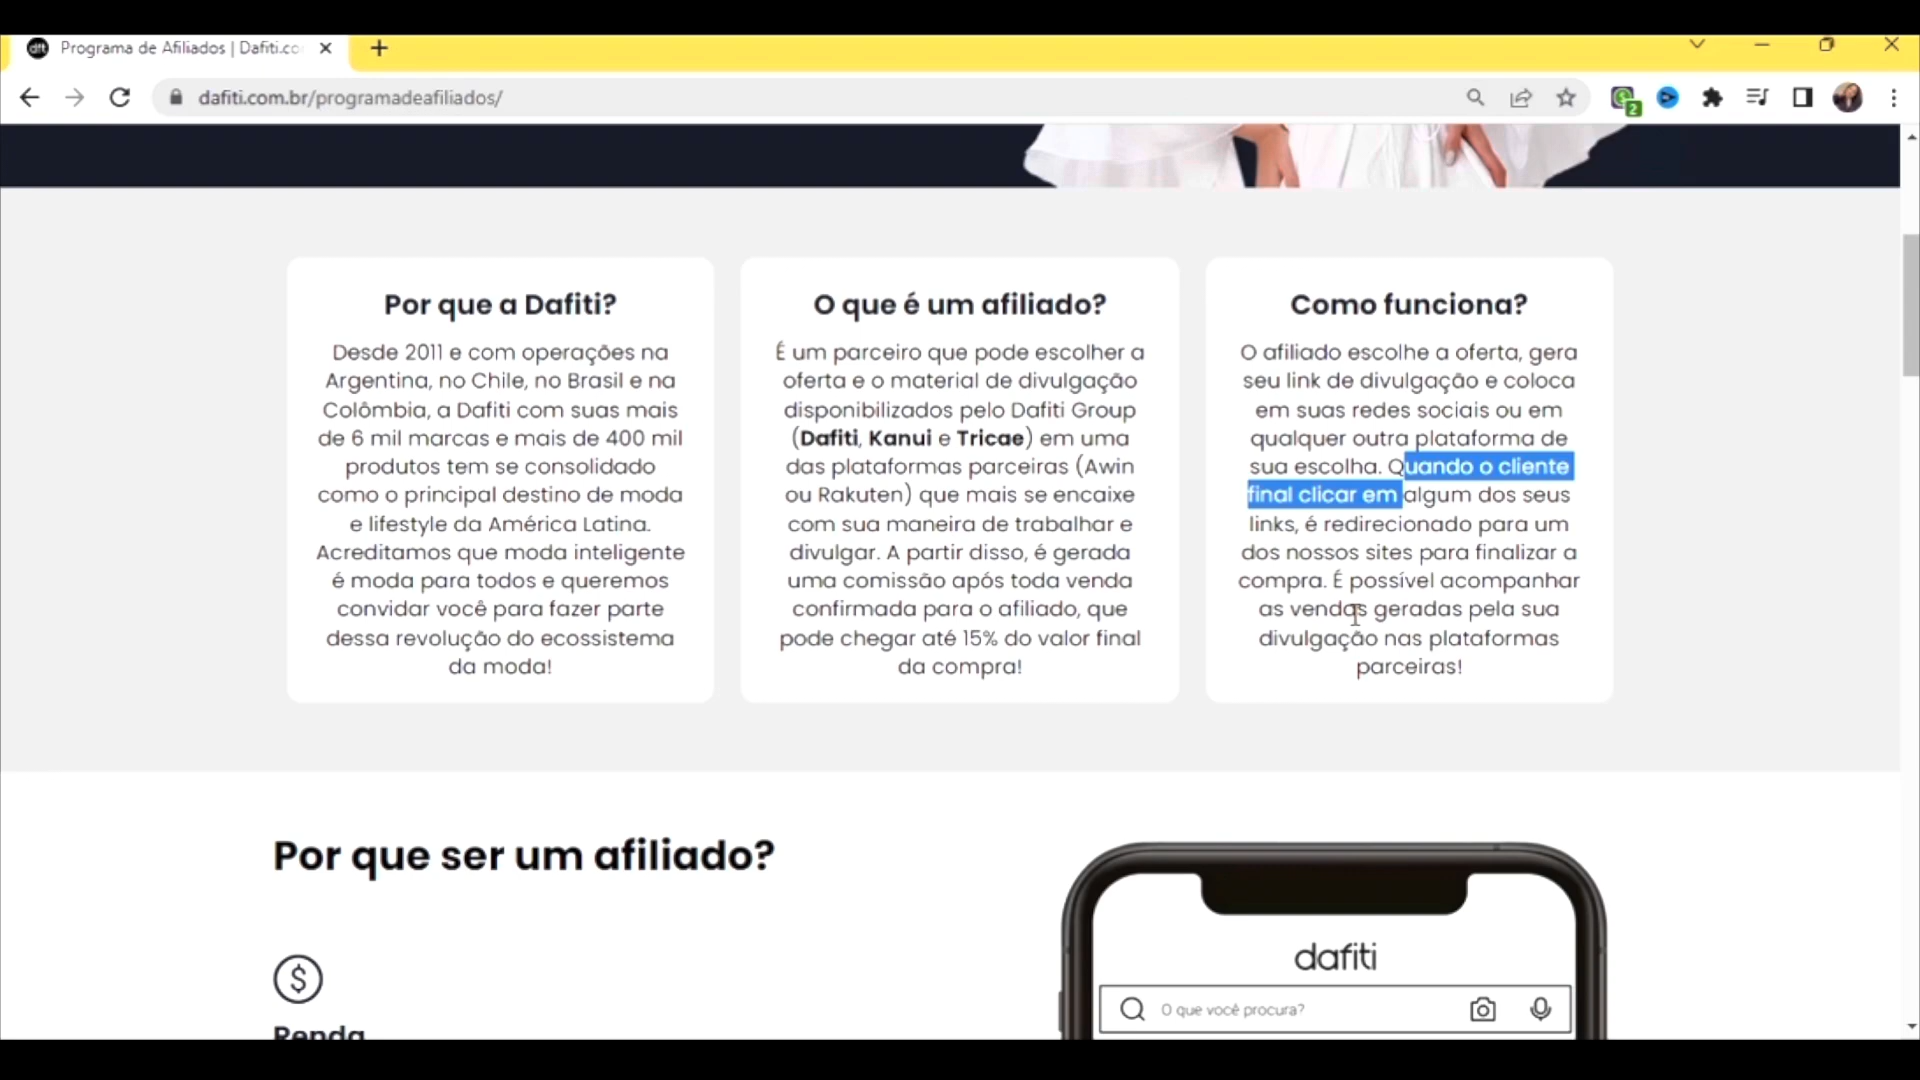 dft Programa de Afiliados | Dafiti.co
dafiti.com.br/programadeafiliados/
2
Por que a Dafiti?
Desde 2011 e com operações na
Argentina, no Chile, no Brasil e na
Colômbia, a Dafiti com suas mais
de 6 mil marcas e mais de 400 mil
produtos tem se consolidado
como o principal destino de moda
e lifestyle da América Latina.
Acreditamos que moda inteligente
é moda para todos e queremos
convidar você para fazer parte
dessa revolução do ecossistema
da moda!
O que é um afiliado?
É um parceiro que pode escolher a
oferta e o material de divulgação
disponibilizados pelo Dafiti Group
(Dafiti, Kanui e Tricae) em uma
das plataformas parceiras (Awin
ou Rakuten) que mais se encaixe
com sua maneira de trabalhar e
divulgar. A partir disso, é gerada
uma comissão após toda venda
confirmada para o afiliado, que
pode chegar até 15% do valor final
da compra!
Como funciona?
O afiliado escolhe a oferta, gera
seu link de divulgação e coloca
em suas redes sociais ou em
qualquer outra plataforma de
sua escolha. Quando o cliente
final clicar em algum dos seus
links, é redirecionado para um
dos nossos sites para finalizar a
compra. É possível acompanhar
as vendas geradas pela sua
divulgação nas plataformas
parceiras!
Por que ser um afiliado?
$
Renda
dafiti
O que você procura?